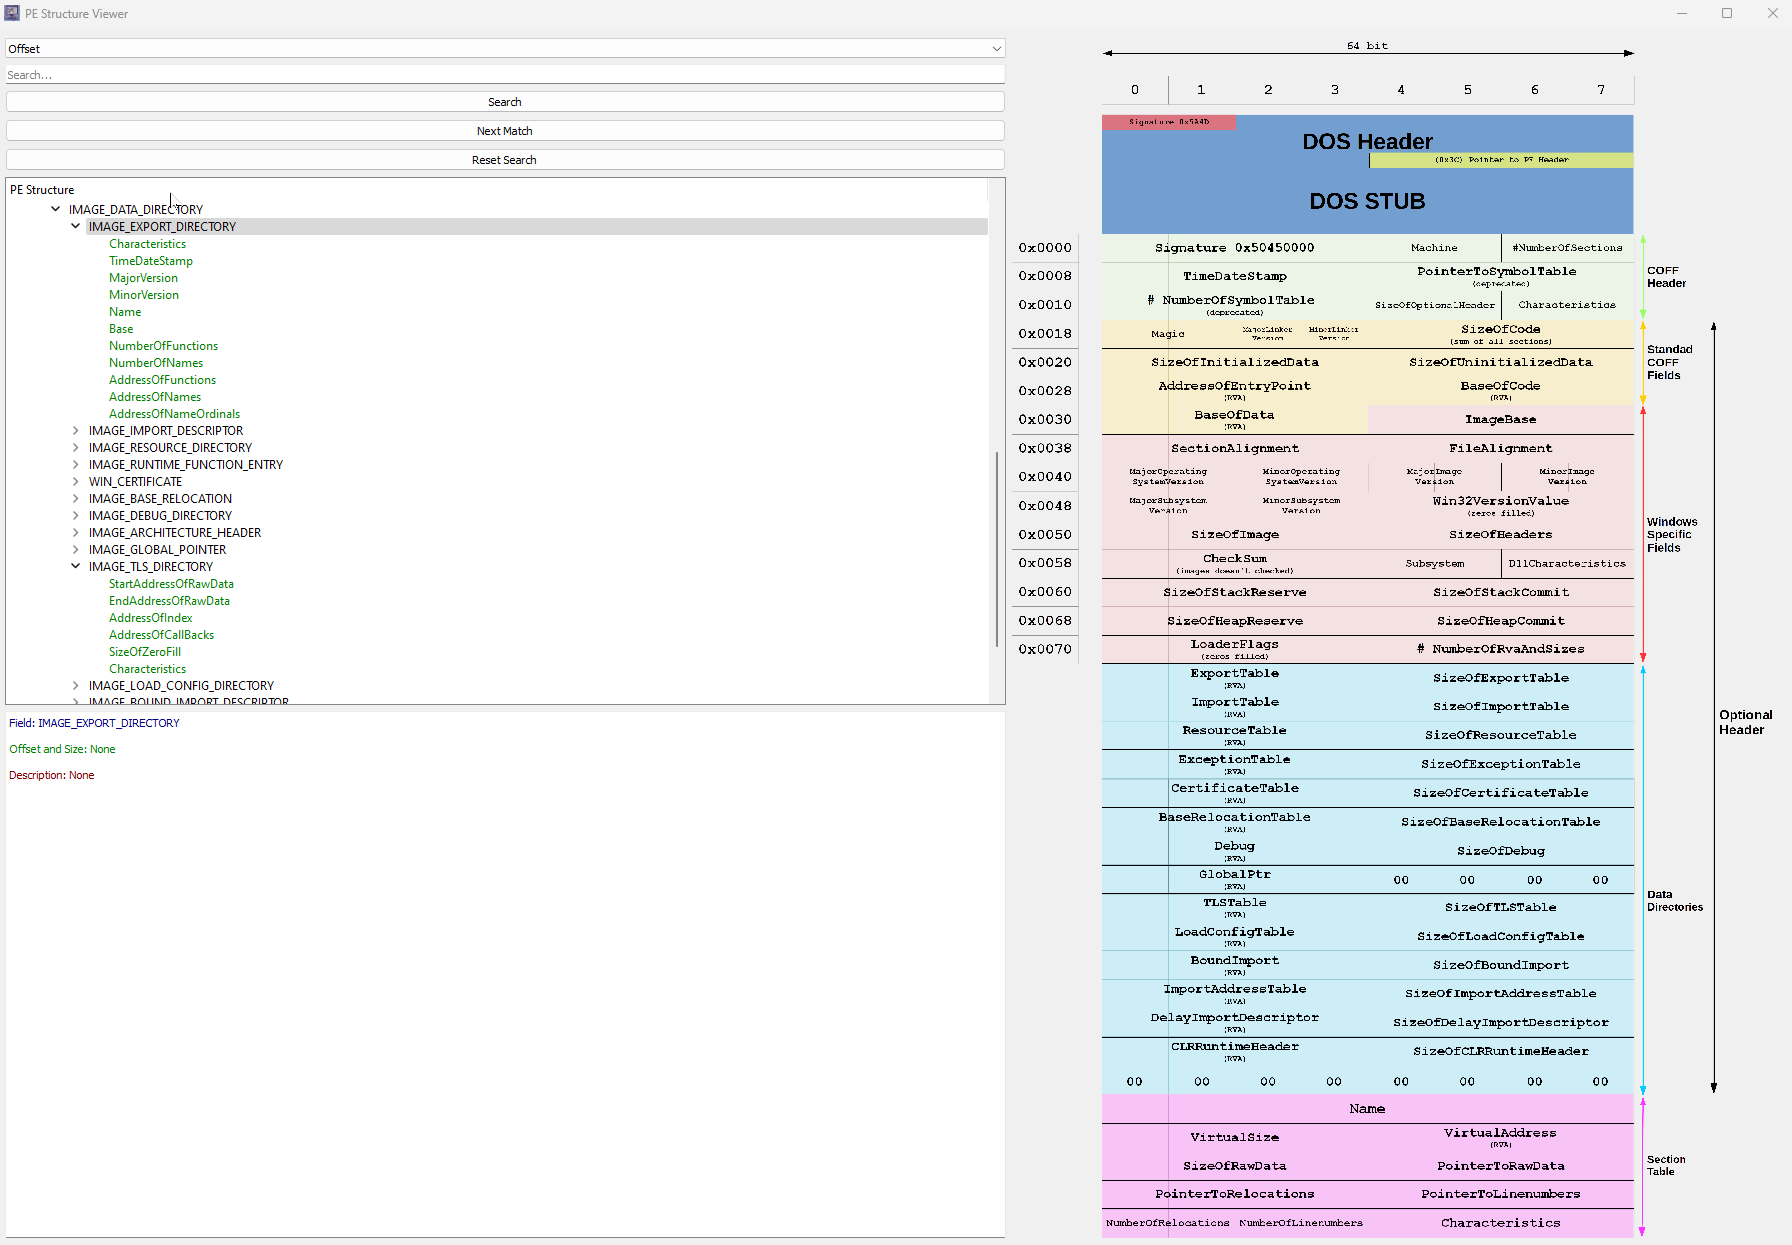 PE Structure Viewer
Offset
Search...
Search
Next Match
Reset Search
PE Structure
IMAGE_DATA_DIRECTORY
IMAGE_EXPORT_DIRECTORY
Characteristics
TimeDateStamp
MajorVersion
MinorVersion
Name
Base
NumberOfFunctions
NumberOfNames
AddressOfFunctions
AddressOfNames
AddressOfNameOrdinals
IMAGE_IMPORT_DESCRIPTOR
IMAGE_RESOURCE_DIRECTORY
IMAGE_RUNTIME_FUNCTION_ENTRY
WIN_CERTIFICATE
IMAGE_BASE_RELOCATION
IMAGE_DEBUG_DIRECTORY
IMAGE_ARCHITECTURE_HEADER
IMAGE_GLOBAL_POINTER
IMAGE_TLS_DIRECTORY
StartAddressOfRawData
EndAddressOfRawData
AddressOfIndex
AddressOfCallBacks
SizeOfZeroFill
Characteristics
IMAGE_LOAD_CONFIG_DIRECTORY
IMAGE_BOUND_IMPORT_DESCRIPTOR
Field: IMAGE_EXPORT_DIRECTORY
Offset and Size: None
Description: None
64 bit
0 1 2 3 4 5 6 7
Signature 0x5A4D
DOS Header
(0x3C) Pointer to PE Header
DOS STUB
0x0000 Signature 0x50450000 Machine #NumberOfSections
0x0008 TimeDateStamp PointerToSymbolTable
(deprecated)
COFF
Header
0x0010 # NumberOfSymbolTable SizeOfOptionalHeader Characteristics
(deprecated)
0x0018 Magic MajorLinker MinorLinker SizeOfCode
Version Version (sum of all sections)
0x0020 SizeOfInitializedData SizeOfUninitializedData
Standad
COFF
Fields
0x0028 AddressOfEntryPoint BaseOfCode
(RVA) (RVA)
0x0030 BaseOfData ImageBase
(RVA)
0x0038 SectionAlignment FileAlignment
0x0040 MajorOperating MinorOperating MajorImage MinorImage
SystemVersion SystemVersion Version Version
0x0048 MajorSubsystem MinorSubsystem Win32VersionValue
Version Version (zeros filled)
0x0050 SizeOfImage SizeOfHeaders
Windows
Specific
Fields
0x0058 CheckSum Subsystem DllCharacteristics
(images doesn't checked)
0x0060 SizeOfStackReserve SizeOfStackCommit
0x0068 SizeOfHeapReserve SizeOfHeapCommit
0x0070 LoaderFlags # NumberOfRvaAndSizes
(zeros filled)
ExportTable SizeOfExportTable
(RVA)
ImportTable SizeOfImportTable
(RVA)
Optional
Header
ResourceTable SizeOfResourceTable
(RVA)
ExceptionTable SizeOfExceptionTable
(RVA)
CertificateTable SizeOfCertificateTable
(RVA)
BaseRelocationTable SizeOfBaseRelocationTable
(RVA)
Debug SizeOfDebug
(RVA)
GlobalPtr 00 00 00 00
(RVA)
Data
Directories
TLSTable SizeOfTLSTable
(RVA)
LoadConfigTable SizeOfLoadConfigTable
(RVA)
BoundImport SizeOfBoundImport
(RVA)
ImportAddressTable SizeOfImportAddressTable
(RVA)
DelayImportDescriptor SizeOfDelayImportDescriptor
(RVA)
CLRRuntimeHeader SizeOfCLRRuntimeHeader
(RVA)
00 00 00 00 00 00 00 00
Name
VirtualSize VirtualAddress
(RVA)
SizeOfRawData PointerToRawData
Section
Table
PointerToRelocations PointerToLinenumbers
NumberOfRelocations NumberOfLinenumbers Characteristics